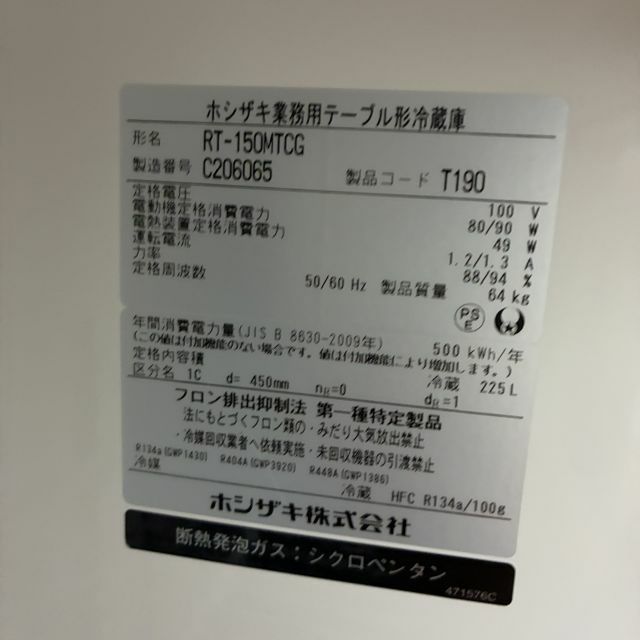 ホシザキ業務用テーブル形冷蔵庫
形名 RT-150MTCG
製造番号 C206065 製品コード T190
定格電圧 100 V
電動機定格消費電力 80/90 W
電熱装置定格消費電力 49 W
運転電流 1.2/1.3 A
力率 88/94 %
定格周波数 50/60 Hz 製品質量 64 kg
PS E
年間消費電力量(JIS B 8630-2009年) 500 kWh/年
(この値は付加機能のない場合です。値は付加機能により増加します。)
定格内容積 冷蔵 225 L
区分名 1C d= 450mm nR=0 dR=1
フロン排出抑制法 第一種特定製品
法にもとづくフロン類の・みだり大気放出禁止
・冷媒回収業者へ依頼実施・未回収機器の引渡禁止
R134a(GWP1430) R404A(GWP3920) R448A(GWP1386)
冷媒 冷蔵 HFC R134a/100g
ホシザキ株式会社
断熱発泡ガス:シクロペンタン
471576C